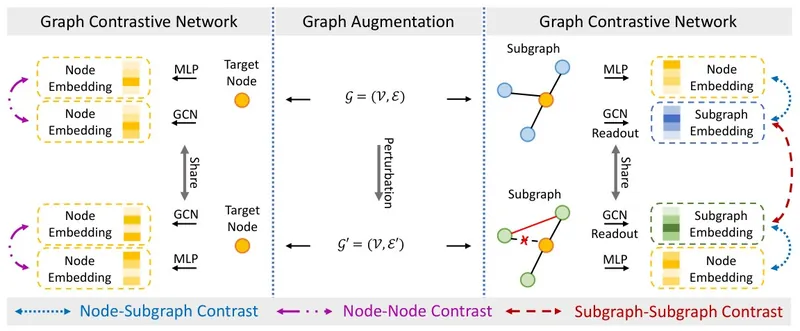 Graph Contrastive Network
Graph Augmentation
Graph Contrastive Network
Node
Embedding
MLP
Target
Node
Node
Embedding
GCN
Share
Node
Embedding
GCN
Target
Node
Node
Embedding
MLP
𝒢 = (𝒱, ℰ)
Perturbation
𝒢′ = (𝒱, ℰ′)
Subgraph
MLP
Node
Embedding
GCN
Readout
Subgraph
Embedding
Share
Subgraph
GCN
Readout
Subgraph
Embedding
MLP
Node
Embedding
Node-Subgraph Contrast
Node-Node Contrast
Subgraph-Subgraph Contrast